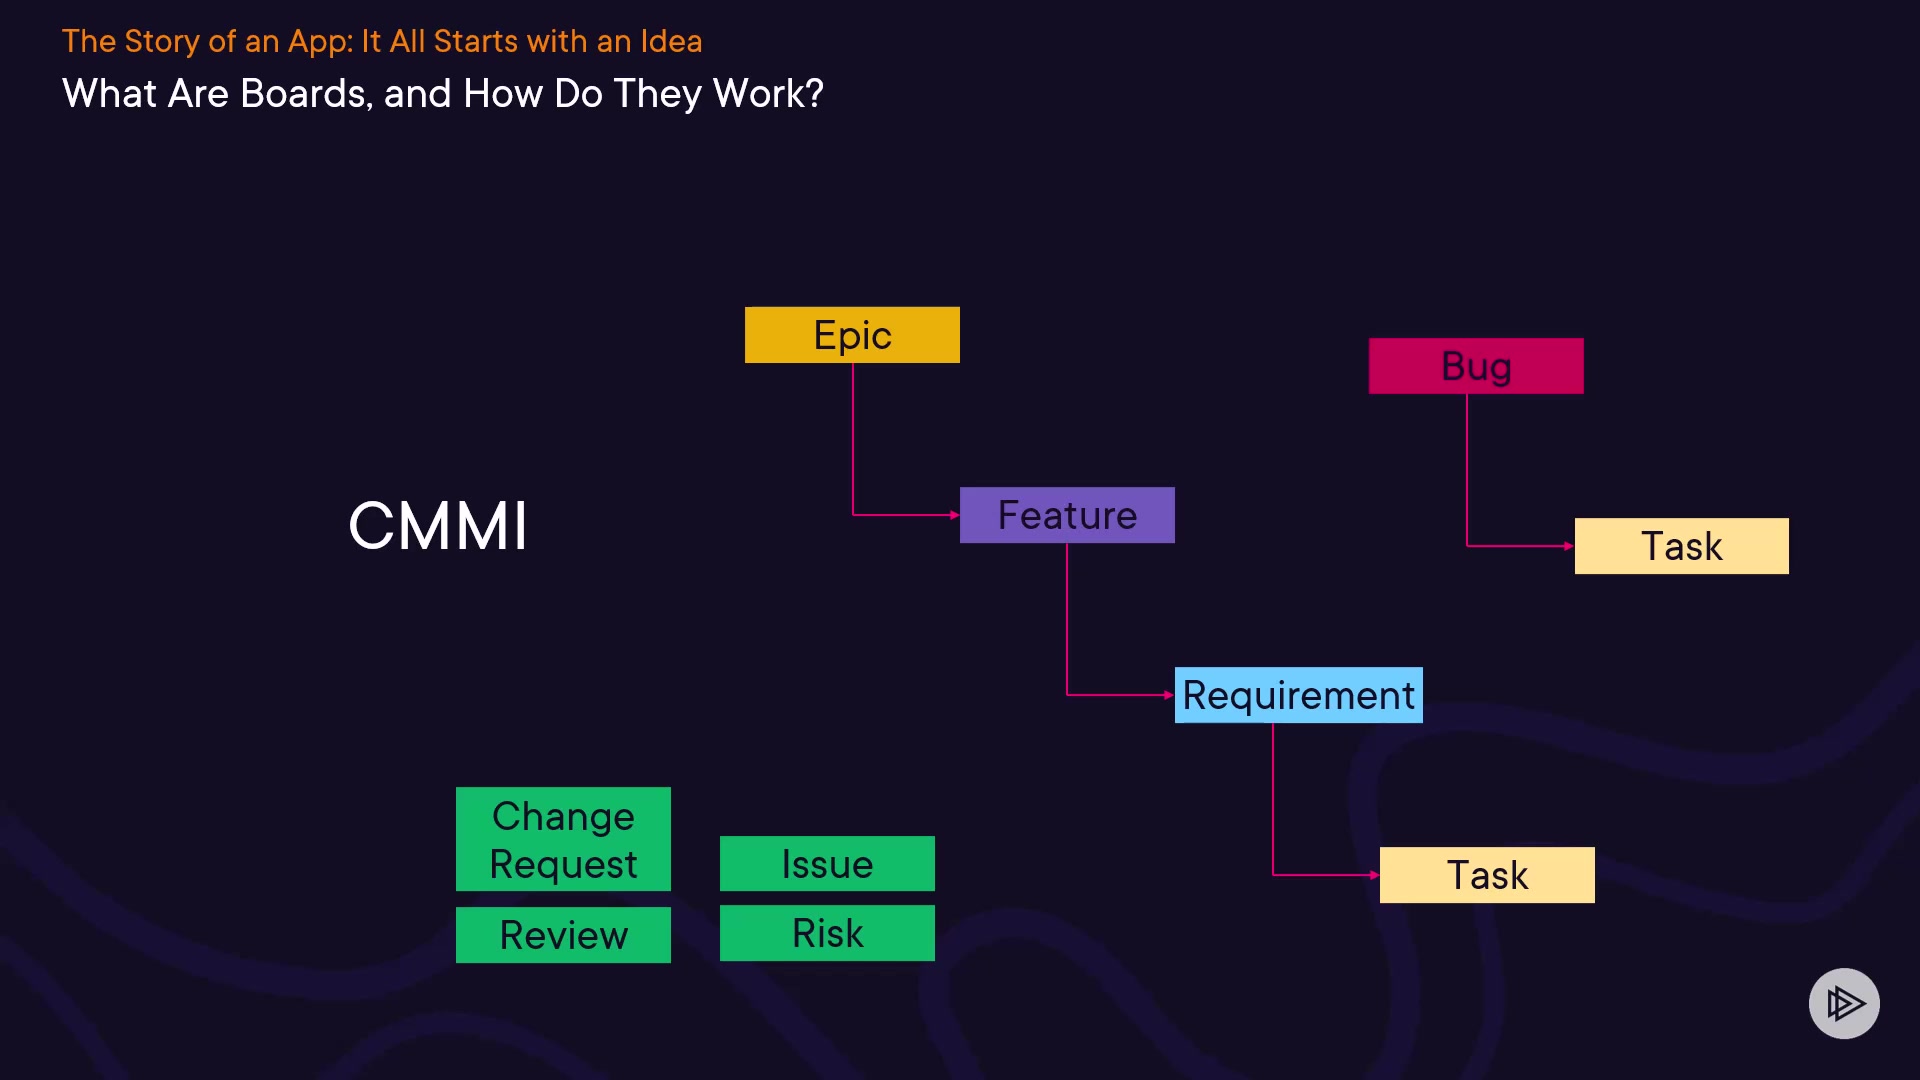 The Story of an App: It All Starts with an Idea
What Are Boards, and How Do They Work?
Epic
Bug
Feature
CMMI
Task
Requirement
Change
Request
Issue
Task
Review
Risk